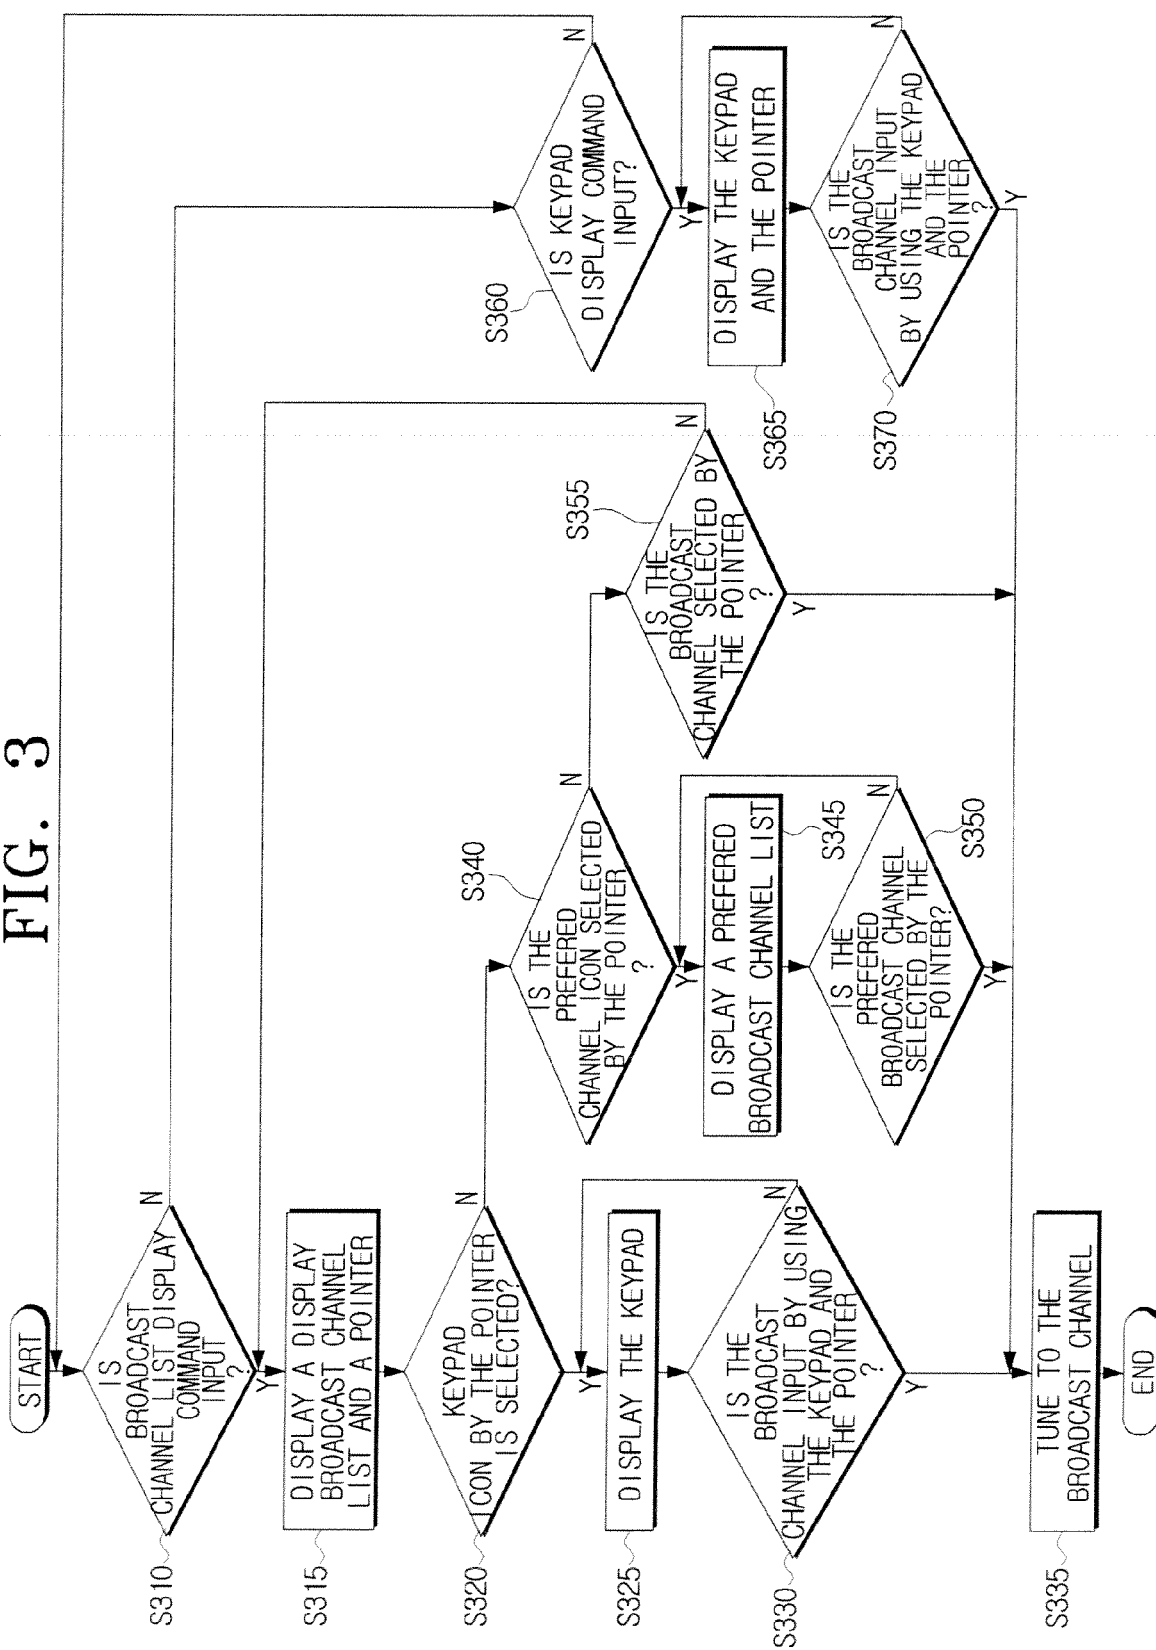 FIG. 3
START
IS
BROADCAST
CHANNEL LIST DISPLAY
COMMAND
INPUT
?
S310
N
Y
DISPLAY A DISPLAY
BROADCAST CHANNEL
LIST AND A POINTER
S315
KEYPAD
ICON BY THE POINTER
IS SELECTED?
S320
N
Y
DISPLAY THE KEYPAD
S325
IS THE
BROADCAST
CHANNEL INPUT BY USING
THE KEYPAD AND
THE POINTER
?
S330
N
Y
TUNE TO THE
BROADCAST CHANNEL
S335
END
IS THE
PREFERED
CHANNEL ICON SELECTED
BY THE POINTER
?
S340
N
Y
DISPLAY A PREFERED
BROADCAST CHANNEL LIST
S345
IS THE
PREFERED
BROADCAST CHANNEL
SELECTED BY THE
POINTER?
S350
N
Y
IS THE
BROADCAST
CHANNEL SELECTED BY
THE POINTER
?
S355
N
Y
IS KEYPAD
DISPLAY COMMAND
INPUT?
S360
N
Y
DISPLAY THE KEYPAD
AND THE POINTER
S365
IS THE
BROADCAST
CHANNEL INPUT
BY USING THE KEYPAD
AND THE
POINTER
?
S370
N
Y